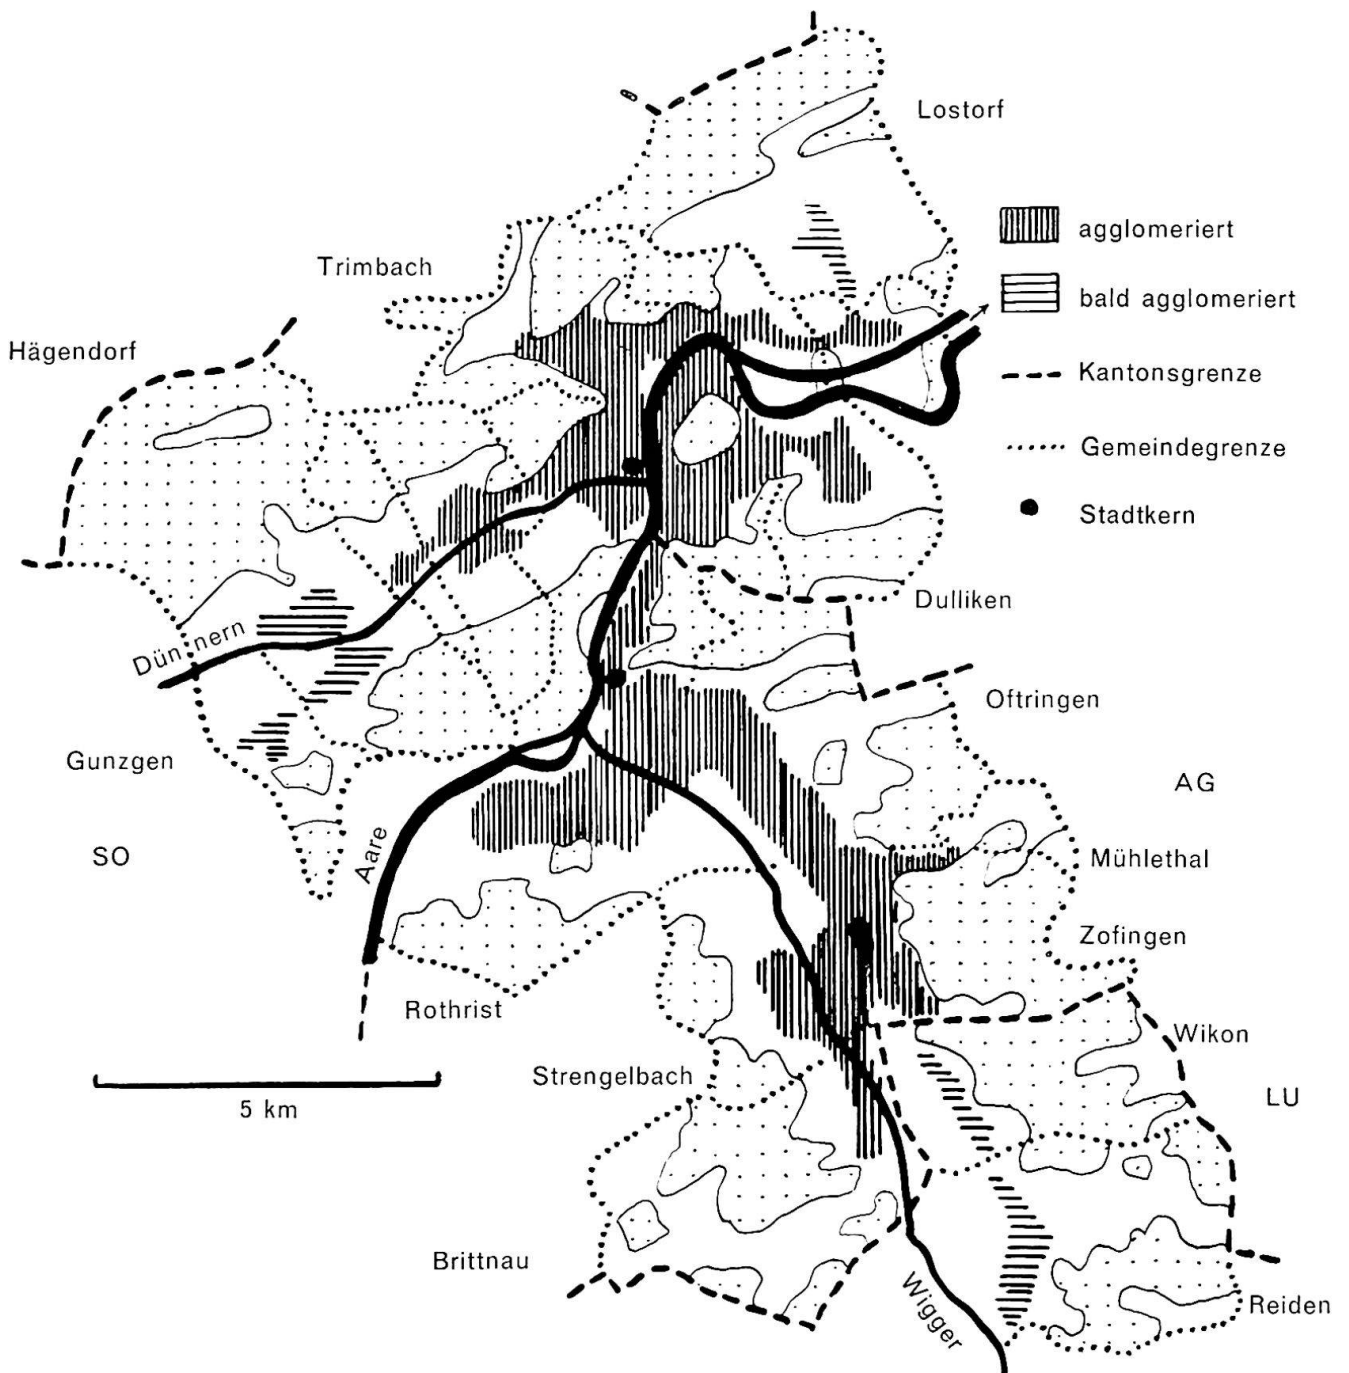 Lostorf
agglomeriert
Trimbach
bald agglomeriert
Hägendorf
Kantonsgrenze
Gemeindegrenze
Stadtkern
Dulliken
Dünnern
Oftringen
Gunzgen
AG
SO
Aare
Mühlethal
Zofingen
Rothrist
Wikon
Strengelbach
LU
5 km
Brittnau
Wigger
Reiden